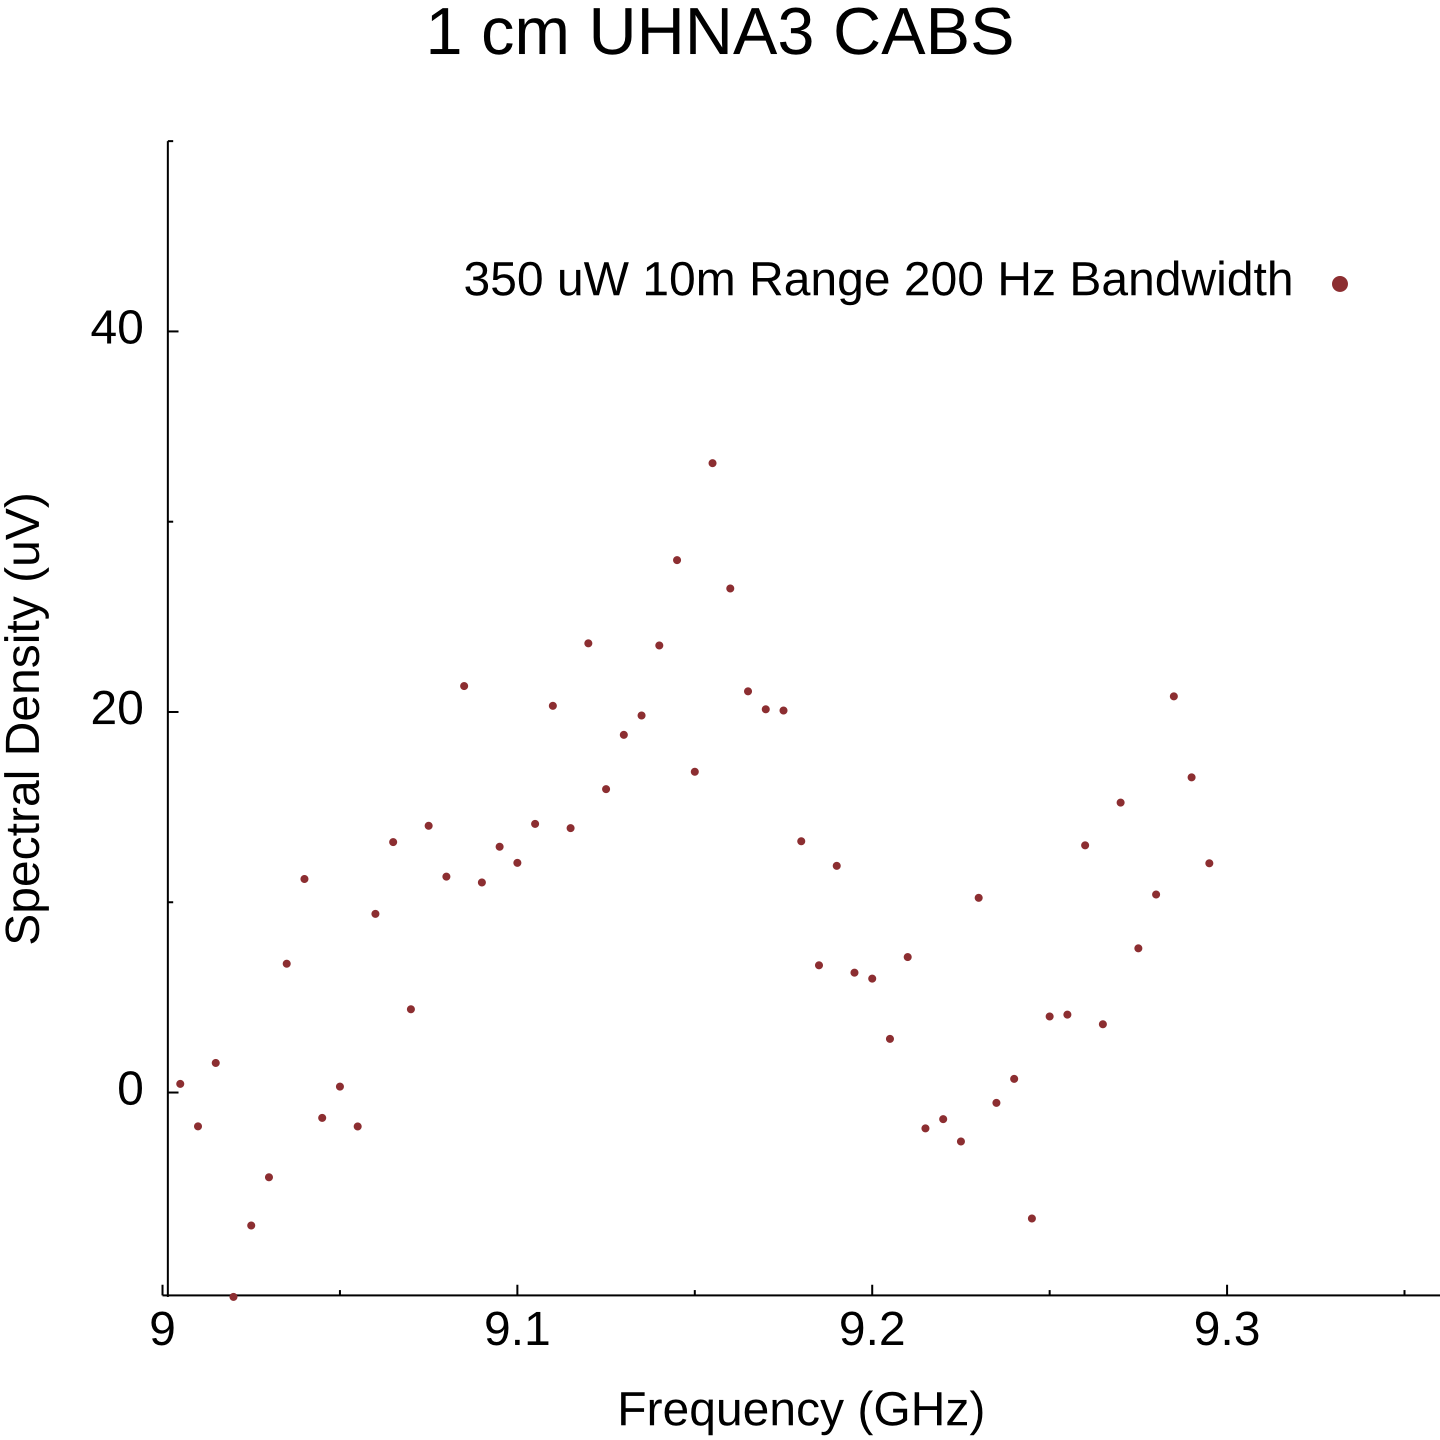 1 cm UHNA3 CABS
350 uW 10m Range 200 Hz Bandwidth
40
20
0
Spectral Density (uV)
9
9.1
9.2
9.3
Frequency (GHz)